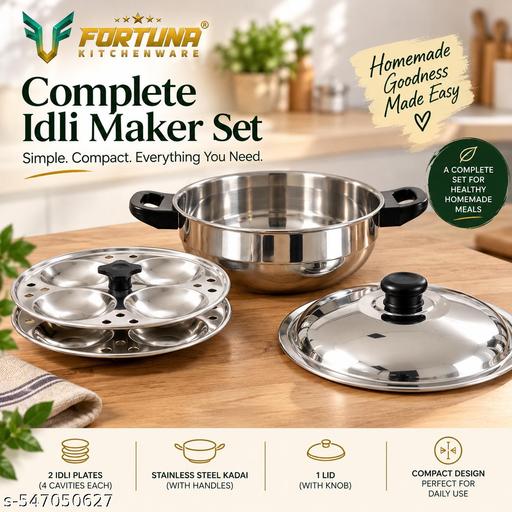 FORTUNA®
KITCHENWARE
Complete
Idli Maker Set
Simple. Compact. Everything You Need.
Homemade
Goodness
Made Easy
A COMPLETE
SET FOR
HEALTHY
HOMEMADE
MEALS
2 IDLI PLATES
(4 CAVITIES EACH)
STAINLESS STEEL KADAI
(WITH HANDLES)
1 LID
(WITH KNOB)
COMPACT DESIGN
PERFECT FOR
DAILY USE
s-547050627